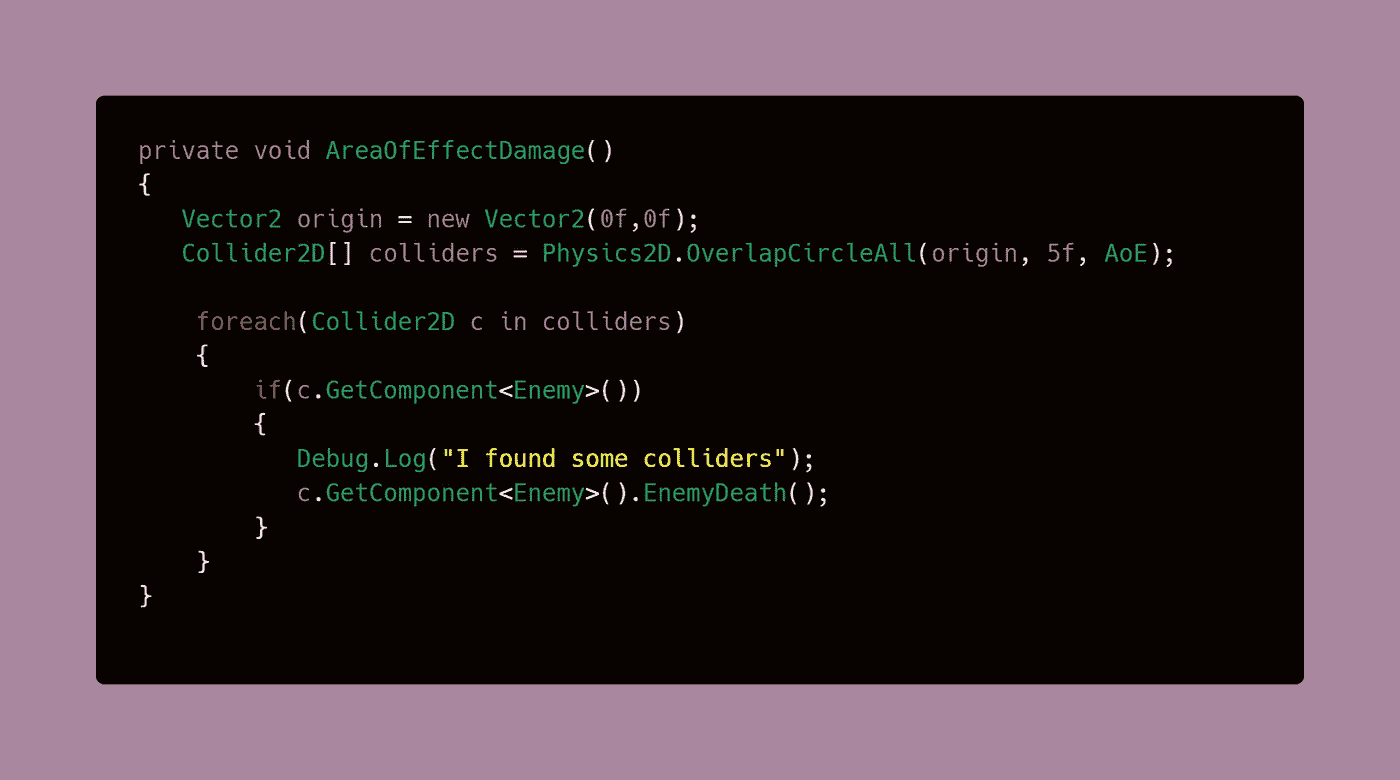 private void AreaOfEffectDamage()
{
   Vector2 origin = new Vector2(0f,0f);
   Collider2D[] colliders = Physics2D.OverlapCircleAll(origin, 5f, AoE);
    foreach(Collider2D c in colliders)
    {
        if(c.GetComponent<Enemy>())
        {
           Debug.Log("I found some colliders");
           c.GetComponent<Enemy>().EnemyDeath();
        }
    }
}